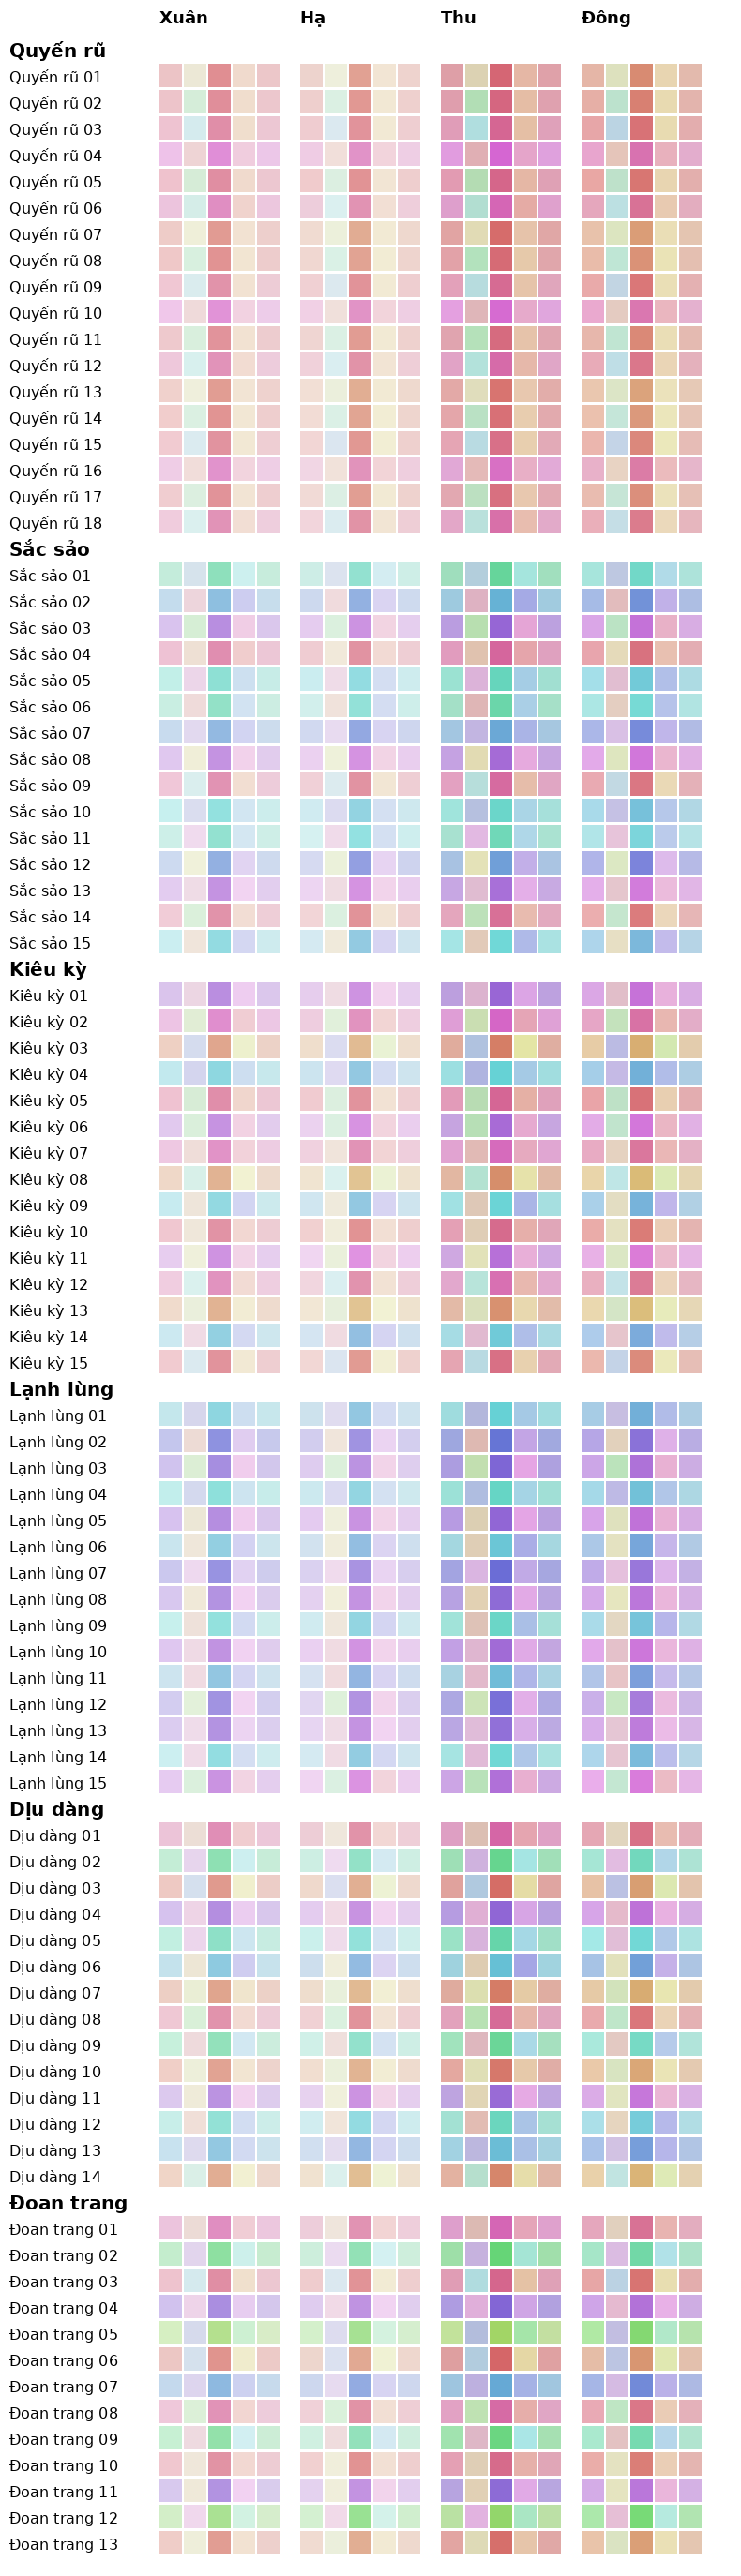 Xuân Hạ Thu Đông
Quyến rũ
Quyến rũ 01
Quyến rũ 02
Quyến rũ 03
Quyến rũ 04
Quyến rũ 05
Quyến rũ 06
Quyến rũ 07
Quyến rũ 08
Quyến rũ 09
Quyến rũ 10
Quyến rũ 11
Quyến rũ 12
Quyến rũ 13
Quyến rũ 14
Quyến rũ 15
Quyến rũ 16
Quyến rũ 17
Quyến rũ 18
Sắc sảo
Sắc sảo 01
Sắc sảo 02
Sắc sảo 03
Sắc sảo 04
Sắc sảo 05
Sắc sảo 06
Sắc sảo 07
Sắc sảo 08
Sắc sảo 09
Sắc sảo 10
Sắc sảo 11
Sắc sảo 12
Sắc sảo 13
Sắc sảo 14
Sắc sảo 15
Kiêu kỳ
Kiêu kỳ 01
Kiêu kỳ 02
Kiêu kỳ 03
Kiêu kỳ 04
Kiêu kỳ 05
Kiêu kỳ 06
Kiêu kỳ 07
Kiêu kỳ 08
Kiêu kỳ 09
Kiêu kỳ 10
Kiêu kỳ 11
Kiêu kỳ 12
Kiêu kỳ 13
Kiêu kỳ 14
Kiêu kỳ 15
Lạnh lùng
Lạnh lùng 01
Lạnh lùng 02
Lạnh lùng 03
Lạnh lùng 04
Lạnh lùng 05
Lạnh lùng 06
Lạnh lùng 07
Lạnh lùng 08
Lạnh lùng 09
Lạnh lùng 10
Lạnh lùng 11
Lạnh lùng 12
Lạnh lùng 13
Lạnh lùng 14
Lạnh lùng 15
Dịu dàng
Dịu dàng 01
Dịu dàng 02
Dịu dàng 03
Dịu dàng 04
Dịu dàng 05
Dịu dàng 06
Dịu dàng 07
Dịu dàng 08
Dịu dàng 09
Dịu dàng 10
Dịu dàng 11
Dịu dàng 12
Dịu dàng 13
Dịu dàng 14
Đoan trang
Đoan trang 01
Đoan trang 02
Đoan trang 03
Đoan trang 04
Đoan trang 05
Đoan trang 06
Đoan trang 07
Đoan trang 08
Đoan trang 09
Đoan trang 10
Đoan trang 11
Đoan trang 12
Đoan trang 13